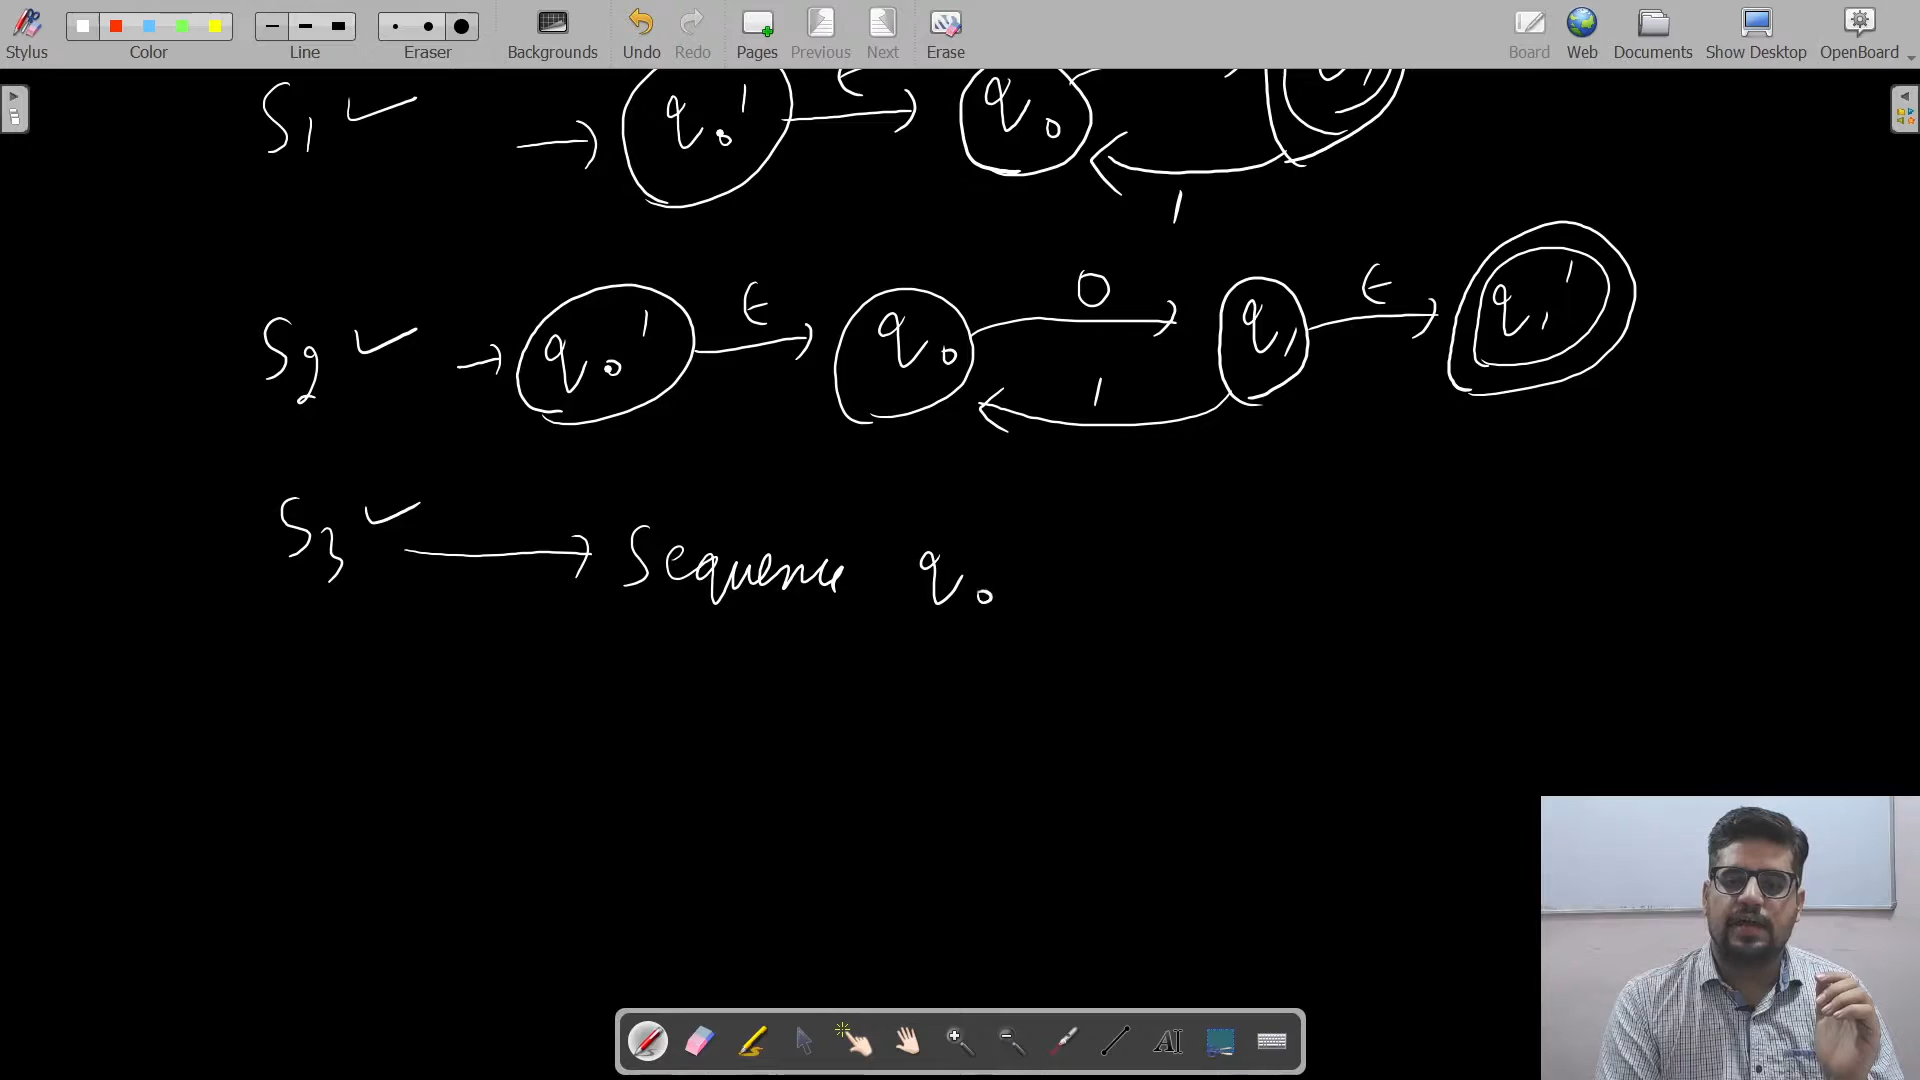 Stylus Color Line Eraser Backgrounds Undo Redo Pages Previous Next Erase Board Web Documents Show Desktop OpenBoard
S₁ ✓ → q₀' ϵ q₀
1
S₂ ✓ → q₀' ϵ q₀ 0 q₁ ϵ q₁'
1
S₃ ✓ → Sequence q₀